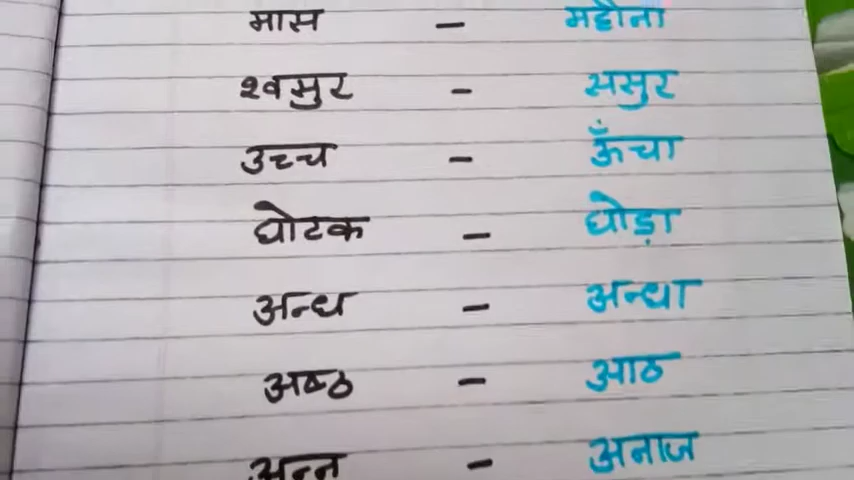 मास - महीना
श्वसुर - ससुर
उच्च - ऊँचा
घोटक - घोड़ा
अन्ध - अन्धा
अष्ठ - आठ
अन्न - अनाज